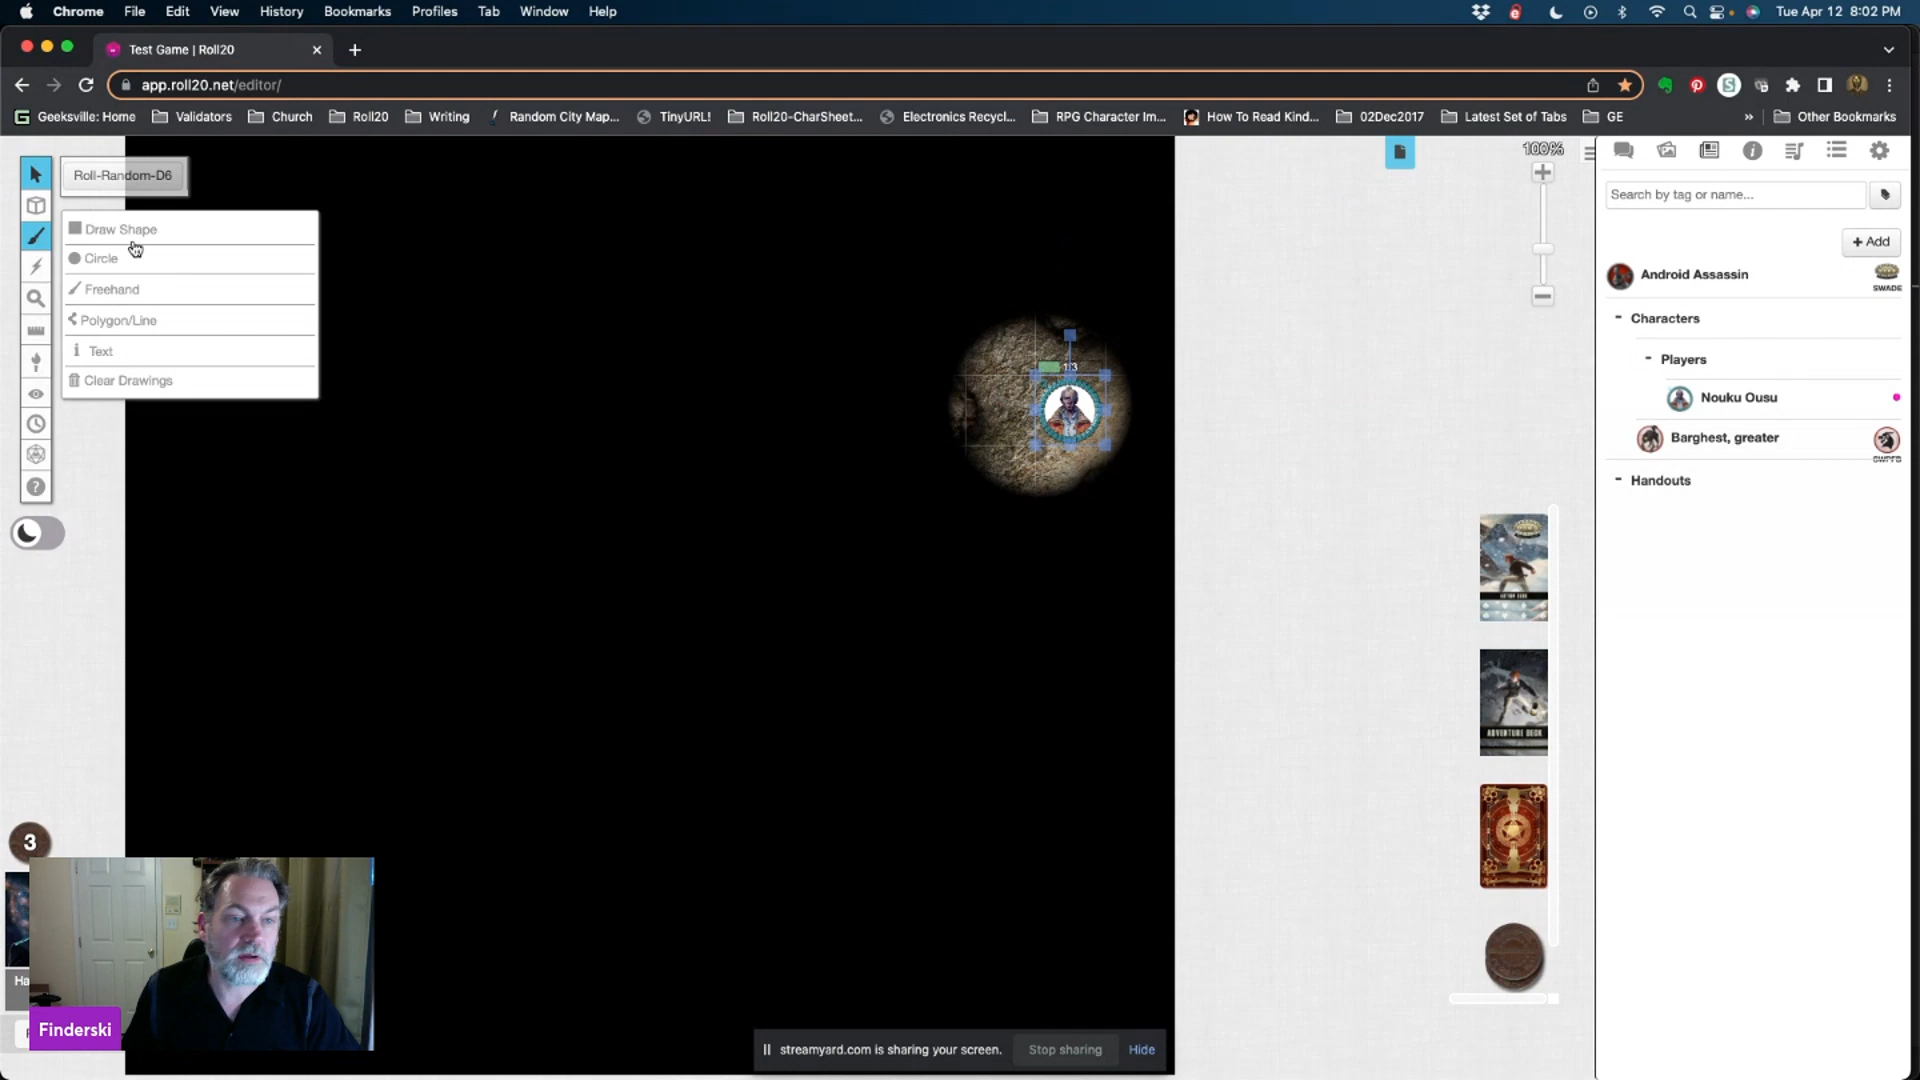 Chrome File Edit View History Bookmarks Profiles Tab Window Help Tue Apr 12 8:02 PM
Test Game | Roll20
app.roll20.net/editor/
Geeksville: Home Validators Church Roll20 Writing Random City Map... TinyURL! Roll20-CharSheet... Electronics Recycl... RPG Character Im... How To Read Kind... 02Dec2017 Latest Set of Tabs GE » Other Bookmarks
100%
Roll-Random-D6
Search by tag or name...
Draw Shape
+ Add
Circle
Android Assassin
SWADE
Freehand
Characters
Polygon/Line
Text
Players
Clear Drawings
Nouku Ousu
Barghest, greater
Handouts
ADVENTURE DECK
3
Ha
Finderski
streamyard.com is sharing your screen. Stop sharing Hide